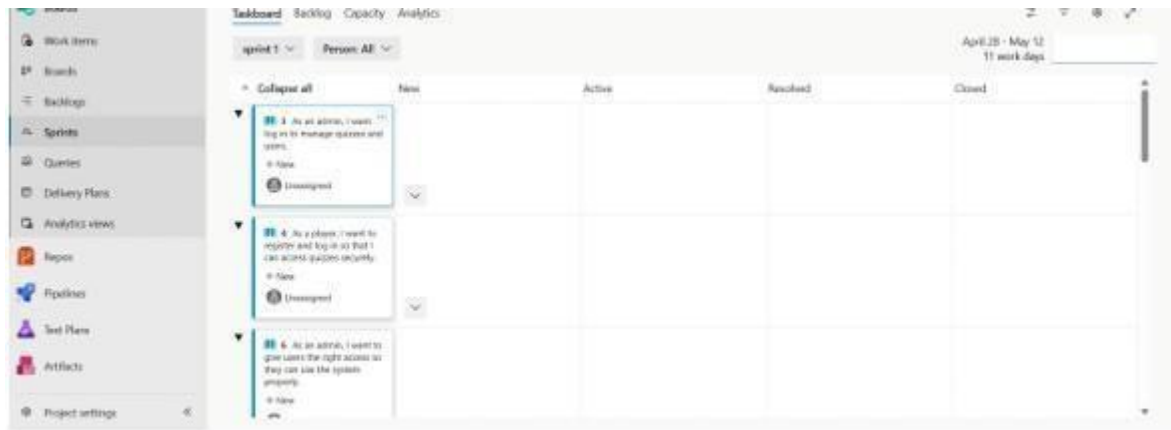 Boards
Taskboard Backlog Capacity Analytics
Work items
sprint 1 Person: All
April 28 - May 12
11 work days
Boards
Collapse all New Active Resolved Closed
Backlogs
3 As an admin, I want
log in to manage quizzes and
users.
New
Unassigned
Sprints
Queries
Delivery Plans
Analytics views
4 As a player, I want to
register and log in so that I
can access quizzes securely.
New
Unassigned
Repos
Pipelines
Test Plans
6 As an admin, I want to
give users the right access so
they can use the system
properly.
New
Artifacts
Project settings